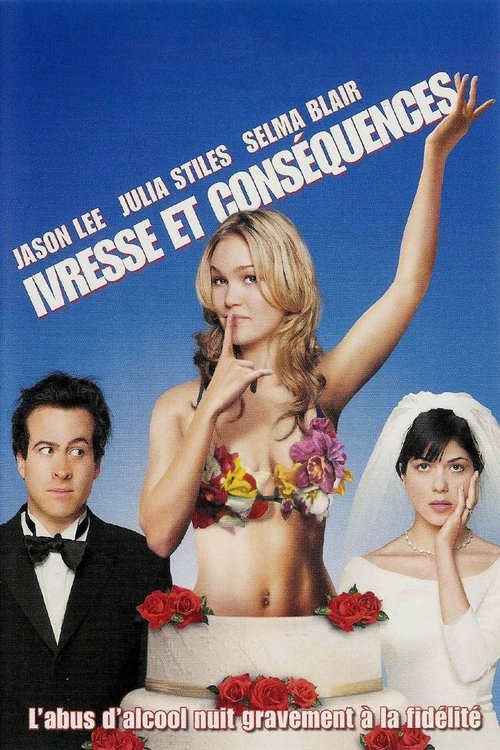 JASON LEE JULIA STILES SELMA BLAIR
IVRESSE ET CONSÉQUENCES
L'abus d'alcool nuit gravement à la fidélité